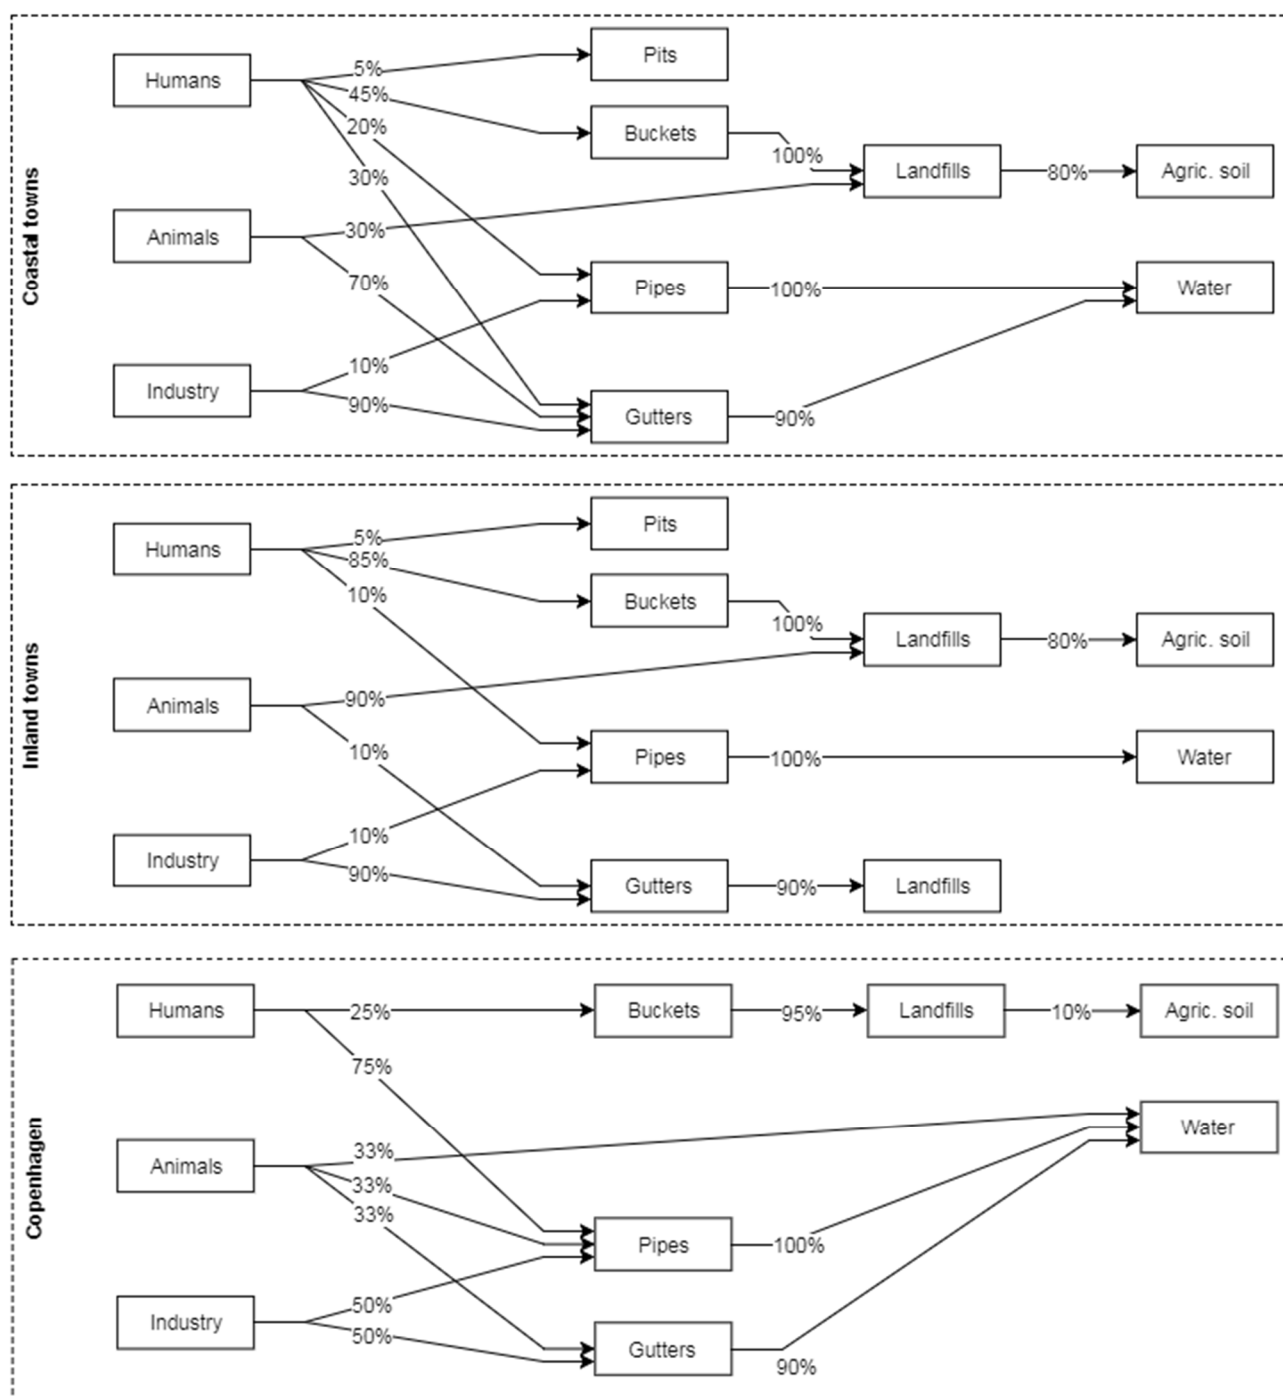 Coastal towns
Humans
5%
Pits
45%
Buckets
20%
100%
Landfills
80%
Agric. soil
30%
Animals
30%
70%
Pipes
100%
Water
Industry
10%
90%
Gutters
90%
Inland towns
Humans
5%
Pits
85%
Buckets
10%
100%
Landfills
80%
Agric. soil
Animals
90%
10%
Pipes
100%
Water
Industry
10%
90%
Gutters
90%
Landfills
Copenhagen
Humans
25%
Buckets
95%
Landfills
10%
Agric. soil
75%
Water
Animals
33%
33%
33%
Pipes
100%
Industry
50%
50%
Gutters
90%